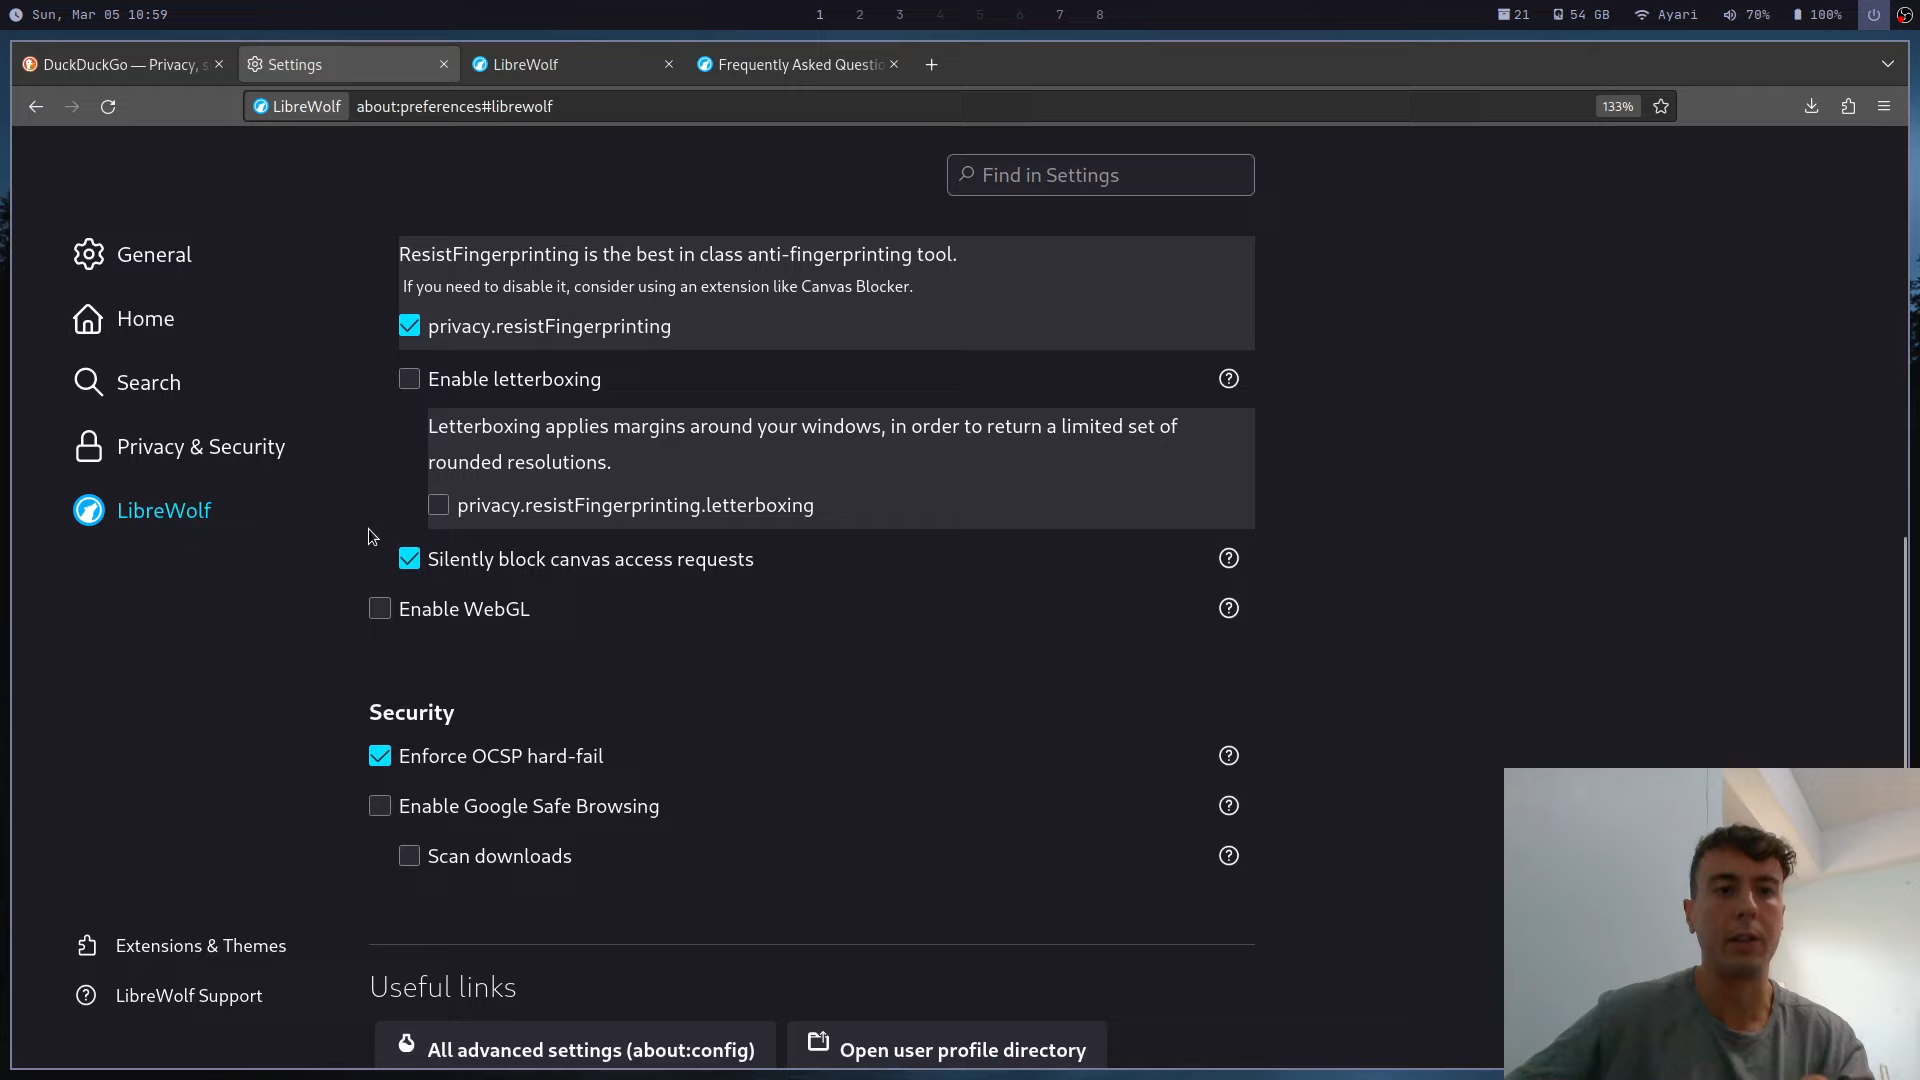 Sun, Mar 05 10:59
1 2 3 4 5 6 7 8
21 54 GB Ayari 70% 100%
DuckDuckGo — Privacy, s
Settings
LibreWolf
Frequently Asked Questio
LibreWolf about:preferences#librewolf 133%
Find in Settings
General
Home
Search
Privacy & Security
LibreWolf
Extensions & Themes
LibreWolf Support
ResistFingerprinting is the best in class anti-fingerprinting tool.
If you need to disable it, consider using an extension like Canvas Blocker.
privacy.resistFingerprinting
Enable letterboxing
Letterboxing applies margins around your windows, in order to return a limited set of
rounded resolutions.
privacy.resistFingerprinting.letterboxing
Silently block canvas access requests
Enable WebGL
Security
Enforce OCSP hard-fail
Enable Google Safe Browsing
Scan downloads
Useful links
All advanced settings (about:config)
Open user profile directory